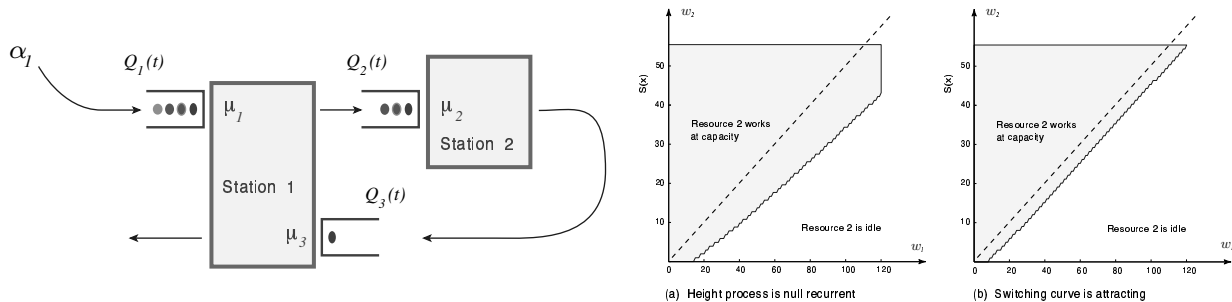 α1
Q1(t)
μ1
Station 1
μ3
Q2(t)
μ2
Station 2
Q3(t)
w2
S(x)
50
40
30
20
10
0
20
40
60
80
100
120
w1
Resource 2 works
at capacity
Resource 2 is idle
(a) Height process is null recurrent
w2
S(x)
50
40
30
20
10
0
20
40
60
80
100
120
w
Resource 2 works
at capacity
Resource 2 is idle
(b) Switching curve is attracting